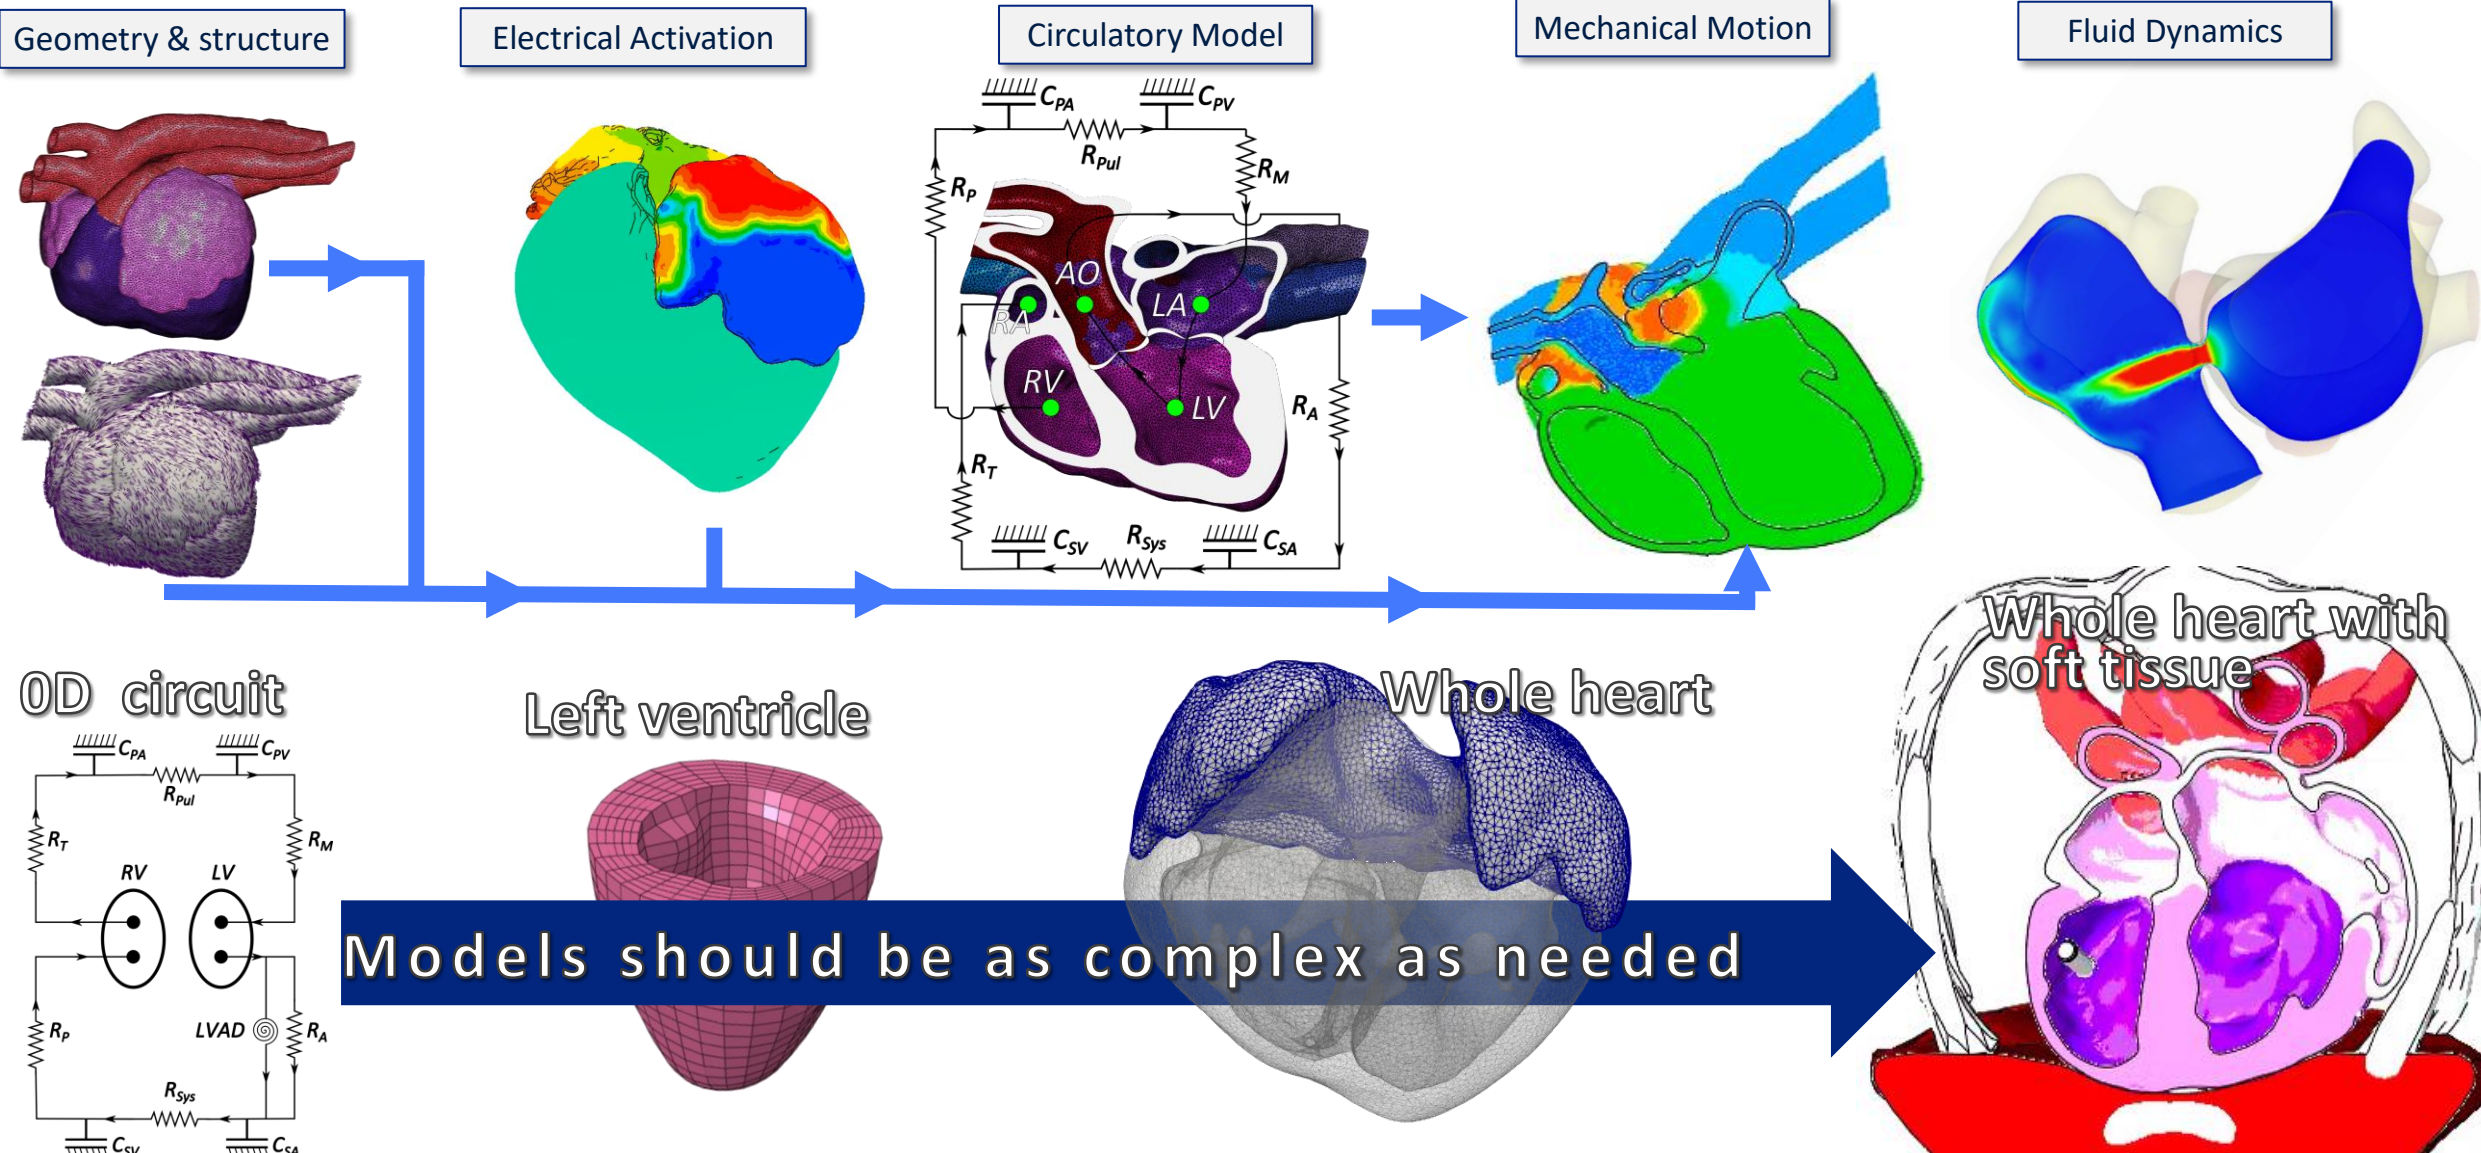 Geometry & structure
Electrical Activation
Circulatory Model
Mechanical Motion
Fluid Dynamics
C_PA
C_PV
R_Pul
R_M
R_P
AO
LA
RA
RV
LV
R_A
R_T
C_SV
R_Sys
C_SA
0D circuit
Left ventricle
Whole heart
Whole heart with
soft tissue
C_PA
C_PV
R_Pul
R_T
R_M
RV
LV
Models should be as complex as needed
R_P
LVAD
R_A
R_Sys
C_SV
C_SA